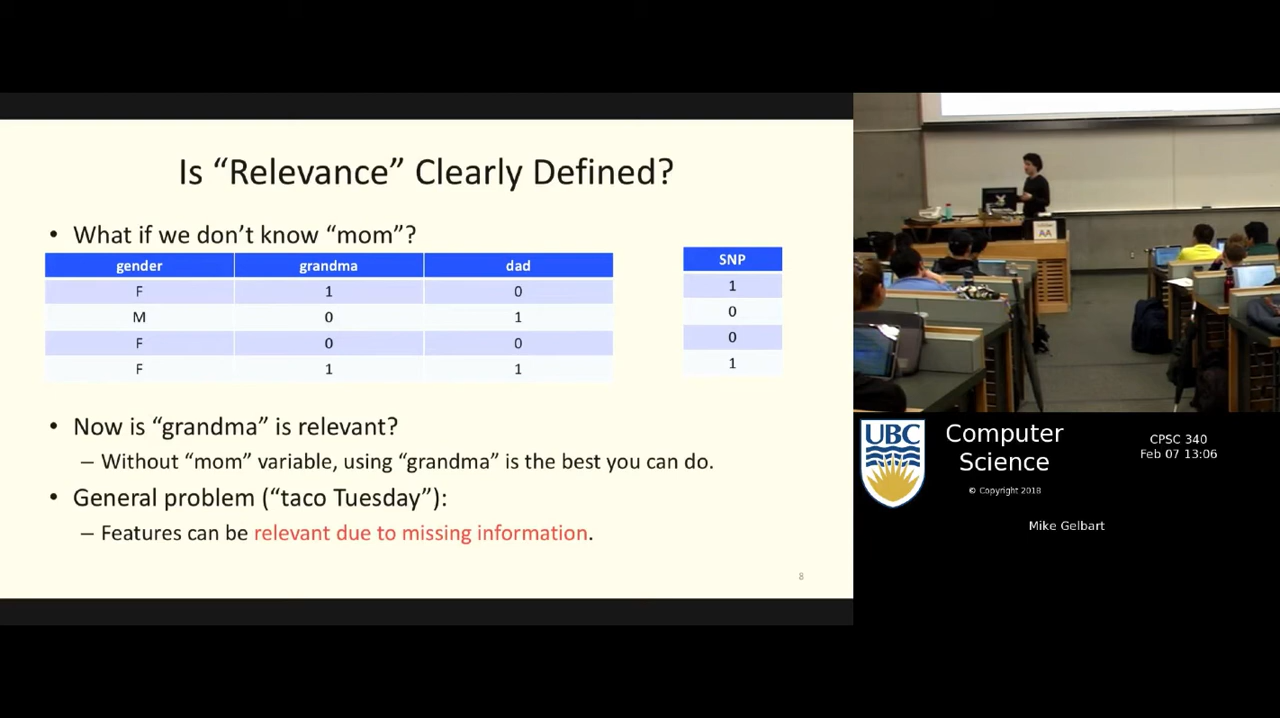 Is “Relevance” Clearly Defined?
• What if we don’t know “mom”?
gender grandma dad SNP
F 1 0 1
M 0 1 0
F 0 0 0
F 1 1 1
• Now is “grandma” is relevant?
– Without “mom” variable, using “grandma” is the best you can do.
• General problem (“taco Tuesday”):
– Features can be relevant due to missing information.
8
AA
UBC
Computer
Science
© Copyright 2018
CPSC 340
Feb 07 13:06
Mike Gelbart